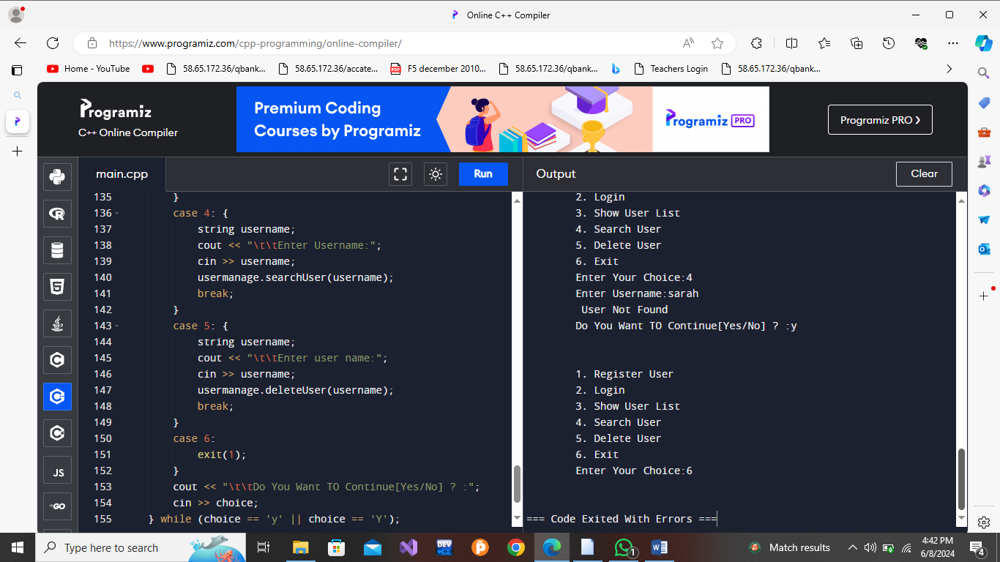 Online C++ Compiler
https://www.programiz.com/cpp-programming/online-compiler/
Home - YouTube
58.65.172.36/qbank...
58.65.172.36/accate...
PDF
F5 december 2010...
58.65.172.36/qbank...
Teachers Login
58.65.172.36/qbank...
Programiz
C++ Online Compiler
Premium Coding
Courses by Programiz
Programiz PRO
Programiz PRO ❯
main.cpp
Run
Output
Clear
135 }
136 case 4: {
137 string username;
138 cout << "\t\tEnter Username:";
139 cin >> username;
140 usermanage.searchUser(username);
141 break;
142 }
143 case 5: {
144 string username;
145 cout << "\t\tEnter user name:";
146 cin >> username;
147 usermanage.deleteUser(username);
148 break;
149 }
150 case 6:
151 exit(1);
152 }
153 cout << "\t\tDo You Want TO Continue[Yes/No] ? :";
154 cin >> choice;
155 } while (choice == 'y' || choice == 'Y');
JS
GO
2. Login
3. Show User List
4. Search User
5. Delete User
6. Exit
Enter Your Choice:4
Enter Username:sarah
User Not Found
Do You Want TO Continue[Yes/No] ? :y
1. Register User
2. Login
3. Show User List
4. Search User
5. Delete User
6. Exit
Enter Your Choice:6
=== Code Exited With Errors ===
Type here to search
DEV
1
Match results
4:42 PM
6/8/2024
4